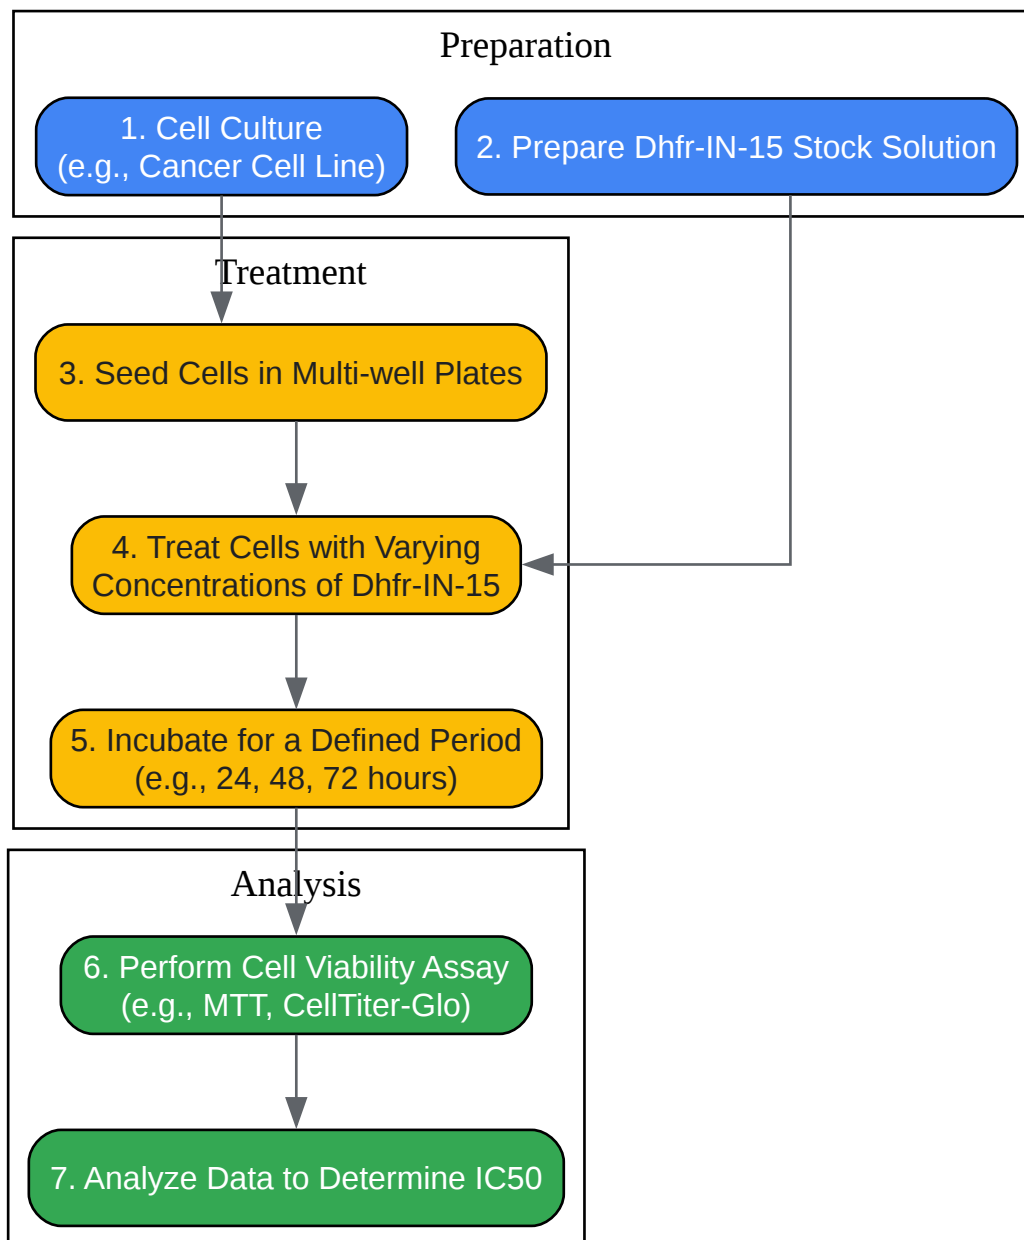 Preparation
1. Cell Culture
(e.g., Cancer Cell Line)
2. Prepare Dhfr-IN-15 Stock Solution
Treatment
3. Seed Cells in Multi-well Plates
4. Treat Cells with Varying
Concentrations of Dhfr-IN-15
5. Incubate for a Defined Period
(e.g., 24, 48, 72 hours)
Analysis
6. Perform Cell Viability Assay
(e.g., MTT, CellTiter-Glo)
7. Analyze Data to Determine IC50